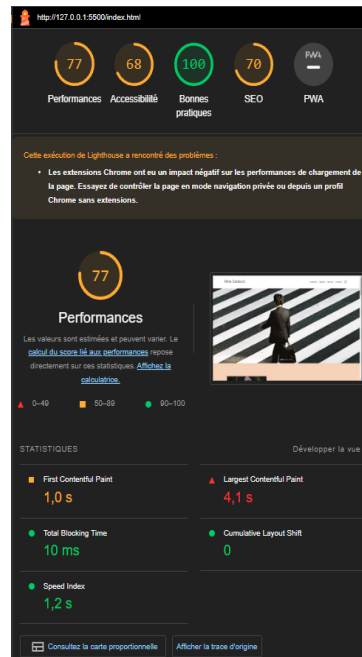 http://127.0.0.1:5500/index.html
77
68
100
70
PWA
Performances
Accessibilité
Bonnes
pratiques
SEO
PWA
Cette exécution de Lighthouse a rencontré des problèmes :
• Les extensions Chrome ont eu un impact négatif sur les performances de chargement de
la page. Essayez de contrôler la page en mode navigation privée ou depuis un profil
Chrome sans extensions.
77
Performances
Les valeurs sont estimées et peuvent varier. Le
calcul du score lié aux performances repose
directement sur ces statistiques. Affichez la
calculatrice.
0–49
50–89
90–100
STATISTIQUES
Développer la vue
First Contentful Paint
1,0 s
Largest Contentful Paint
4,1 s
Total Blocking Time
10 ms
Cumulative Layout Shift
0
Speed Index
1,2 s
Consultez la carte proportionnelle
Afficher la trace d'origine